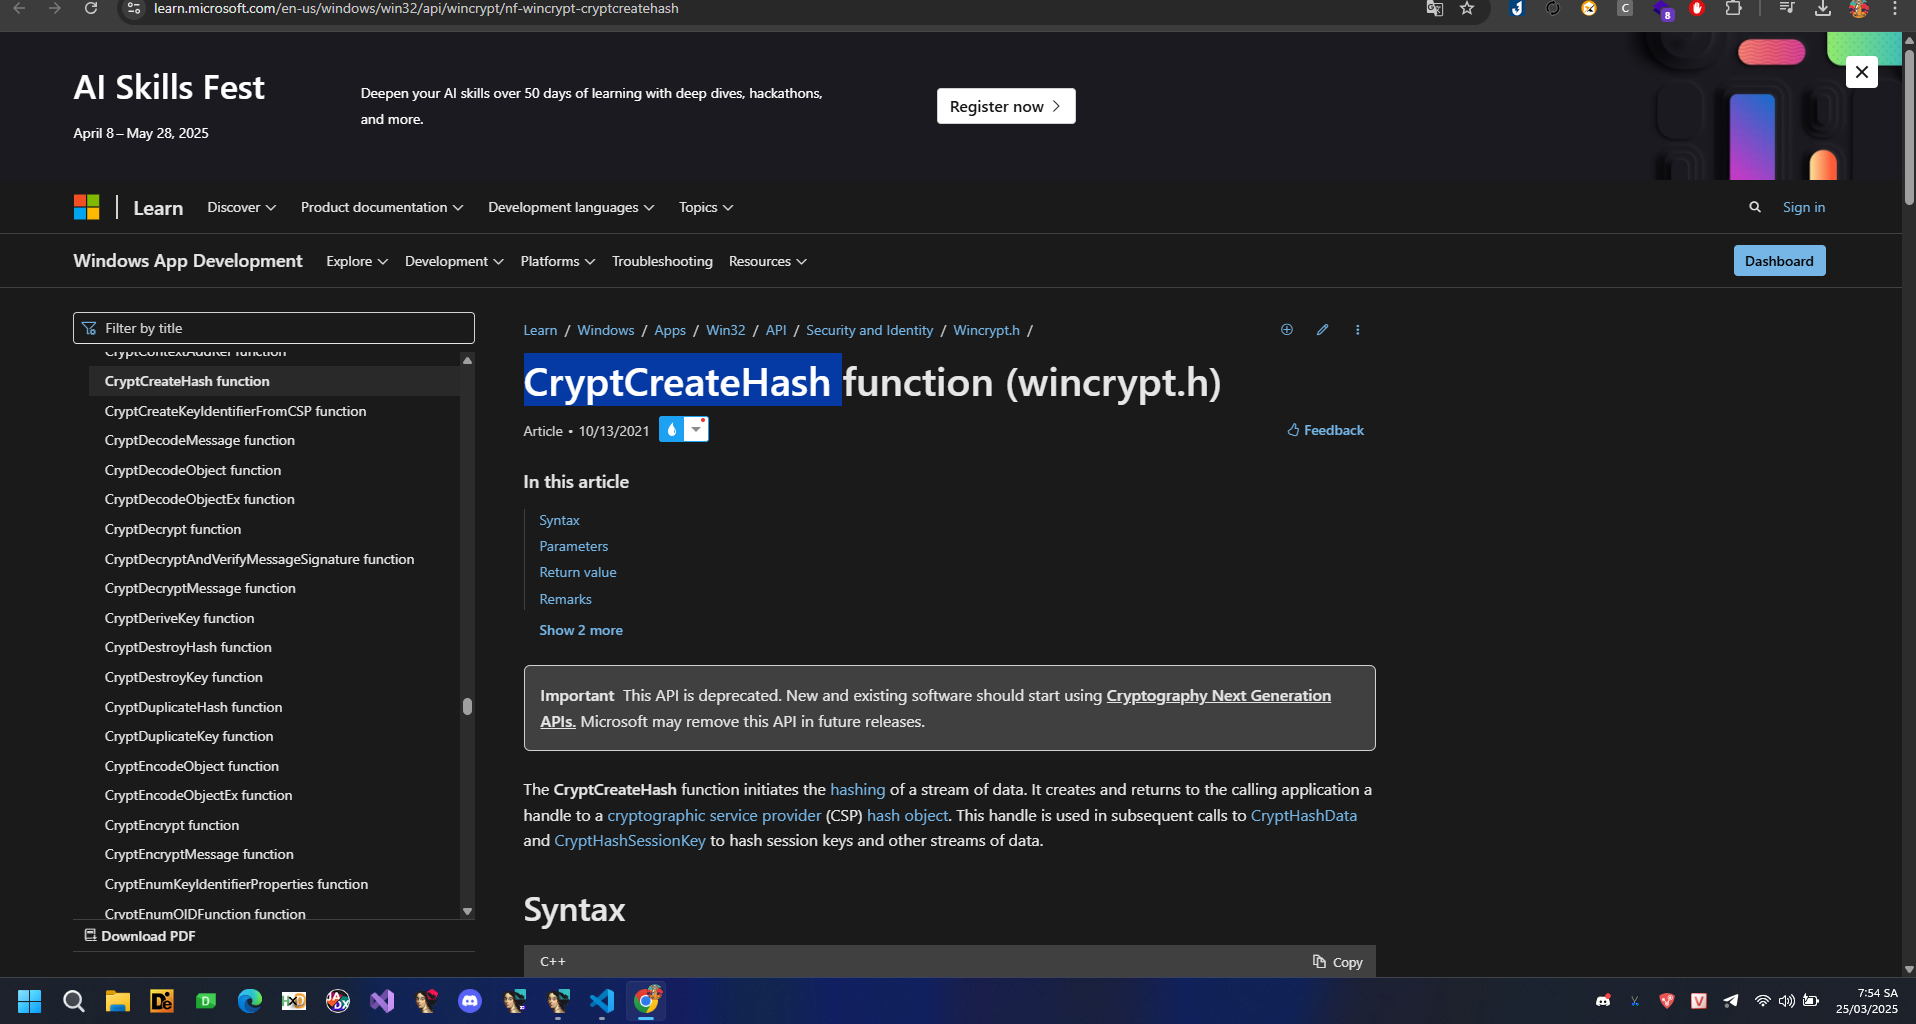 learn.microsoft.com/en-us/windows/win32/api/wincrypt/nf-wincrypt-cryptcreatehash
C
8
AI Skills Fest
April 8 – May 28, 2025
Deepen your AI skills over 50 days of learning with deep dives, hackathons,
and more.
Register now
Learn
Discover
Product documentation
Development languages
Topics
Sign in
Windows App Development
Explore
Development
Platforms
Troubleshooting
Resources
Dashboard
Filter by title
CryptContextAddRef function
CryptCreateHash function
CryptCreateKeyIdentifierFromCSP function
CryptDecodeMessage function
CryptDecodeObject function
CryptDecodeObjectEx function
CryptDecrypt function
CryptDecryptAndVerifyMessageSignature function
CryptDecryptMessage function
CryptDeriveKey function
CryptDestroyHash function
CryptDestroyKey function
CryptDuplicateHash function
CryptDuplicateKey function
CryptEncodeObject function
CryptEncodeObjectEx function
CryptEncrypt function
CryptEncryptMessage function
CryptEnumKeyIdentifierProperties function
CryptEnumOIDFunction function
Download PDF
Learn / Windows / Apps / Win32 / API / Security and Identity / Wincrypt.h /
CryptCreateHash function (wincrypt.h)
Article • 10/13/2021
Feedback
In this article
Syntax
Parameters
Return value
Remarks
Show 2 more
Important This API is deprecated. New and existing software should start using Cryptography Next Generation
APIs. Microsoft may remove this API in future releases.
The CryptCreateHash function initiates the hashing of a stream of data. It creates and returns to the calling application a
handle to a cryptographic service provider (CSP) hash object. This handle is used in subsequent calls to CryptHashData
and CryptHashSessionKey to hash session keys and other streams of data.
Syntax
C++
Copy
7:54 SA
25/03/2025